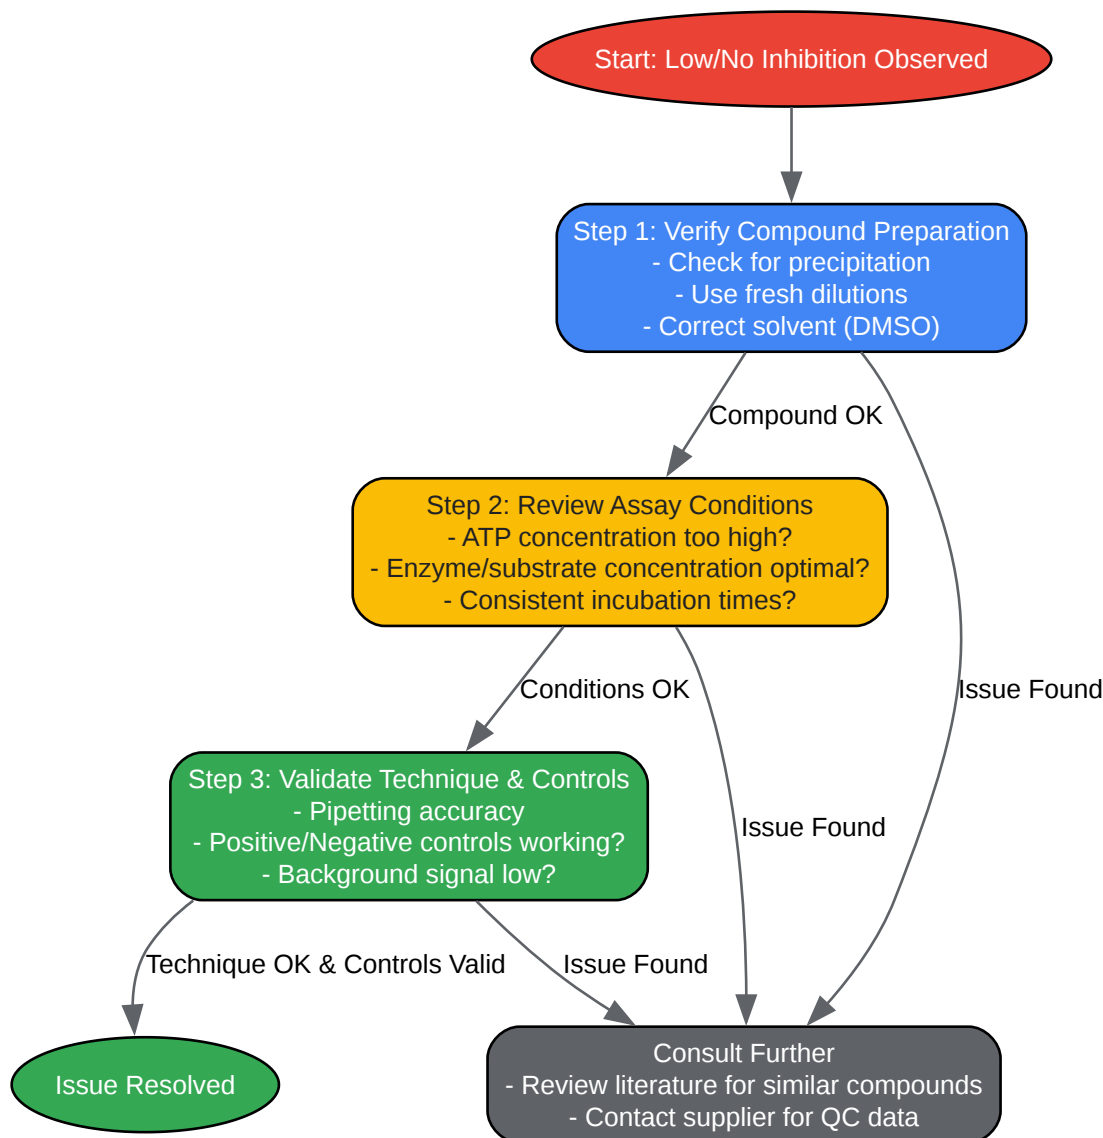 Start: Low/No Inhibition Observed
Step 1: Verify Compound Preparation
- Check for precipitation
- Use fresh dilutions
- Correct solvent (DMSO)
Compound OK
Step 2: Review Assay Conditions
- ATP concentration too high?
- Enzyme/substrate concentration optimal?
- Consistent incubation times?
Conditions OK
Issue Found
Step 3: Validate Technique & Controls
- Pipetting accuracy
- Positive/Negative controls working?
- Background signal low?
Issue Found
Technique OK & Controls Valid
Issue Found
Issue Resolved
Consult Further
- Review literature for similar compounds
- Contact supplier for QC data